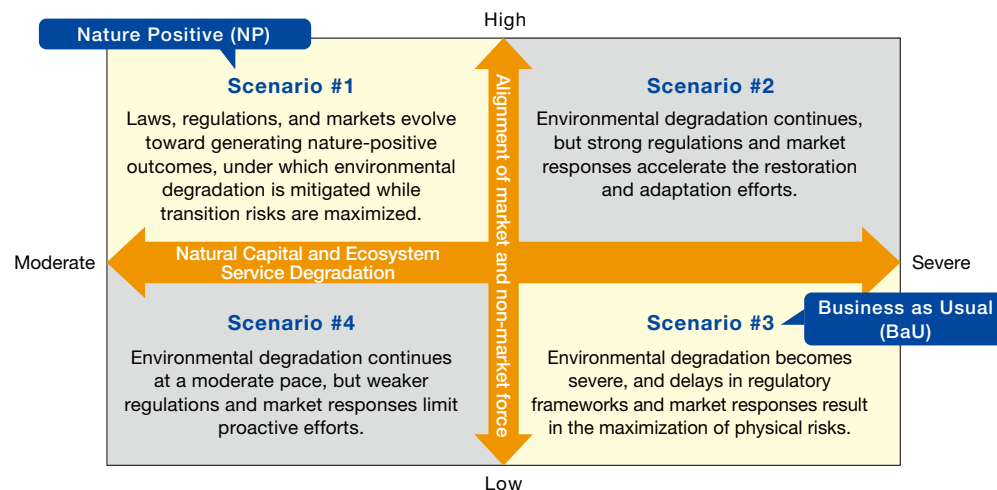 High
Nature Positive (NP)
Scenario #1
Laws, regulations, and markets evolve
toward generating nature-positive
outcomes, under which environmental
degradation is mitigated while
transition risks are maximized.
Alignment of market and non-market force
Scenario #2
Environmental degradation continues,
but strong regulations and market
responses accelerate the restoration
and adaptation efforts.
Moderate
Natural Capital and Ecosystem
Service Degradation
Severe
Scenario #4
Environmental degradation continues
at a moderate pace, but weaker
regulations and market responses limit
proactive efforts.
Scenario #3
Business as Usual
(BaU)
Environmental degradation becomes
severe, and delays in regulatory
frameworks and market responses result
in the maximization of physical risks.
Low